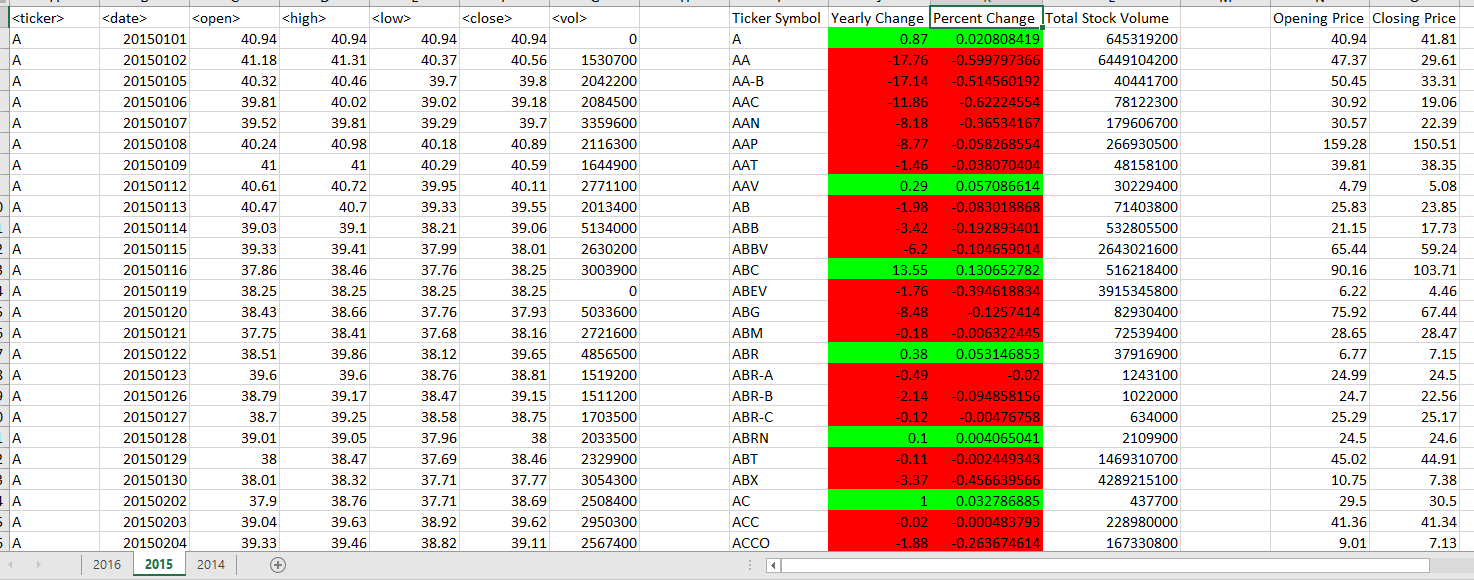 <ticker> <date> <open> <high> <low> <close> <vol> Ticker Symbol Yearly Change Percent Change Total Stock Volume Opening Price Closing Price
A 20150101 40.94 40.94 40.94 40.94 0 A 0.87 0.020808419 645319200 40.94 41.81
A 20150102 41.18 41.31 40.37 40.56 1530700 AA -17.76 -0.599797366 6449104200 47.37 29.61
A 20150105 40.32 40.46 39.7 39.8 2042200 AA-B -17.14 -0.514560192 40441700 50.45 33.31
A 20150106 39.81 40.02 39.02 39.18 2084500 AAC -11.86 -0.62224554 78122300 30.92 19.06
A 20150107 39.52 39.81 39.29 39.7 3359600 AAN -8.18 -0.36534167 179606700 30.57 22.39
A 20150108 40.24 40.98 40.18 40.89 2116300 AAP -8.77 -0.058268554 266930500 159.28 150.51
A 20150109 41 41 40.29 40.59 1644900 AAT -1.46 -0.038070404 48158100 39.81 38.35
A 20150112 40.61 40.72 39.95 40.11 2771100 AAV 0.29 0.057086614 30229400 4.79 5.08
A 20150113 40.47 40.7 39.33 39.55 2013400 AB -1.98 -0.083018868 71403800 25.83 23.85
A 20150114 39.03 39.1 38.21 39.06 5134000 ABB -3.42 -0.192893401 532805500 21.15 17.73
A 20150115 39.33 39.41 37.99 38.01 2630200 ABBV -6.2 -0.104659014 2643021600 65.44 59.24
A 20150116 37.86 38.46 37.76 38.25 3003900 ABC 13.55 0.130652782 516218400 90.16 103.71
A 20150119 38.25 38.25 38.25 38.25 0 ABEV -1.76 -0.394618834 3915345800 6.22 4.46
A 20150120 38.43 38.66 37.76 37.93 5033600 ABG -8.48 -0.1257414 82930400 75.92 67.44
A 20150121 37.75 38.41 37.68 38.16 2721600 ABM -0.18 -0.006322445 72539400 28.65 28.47
A 20150122 38.51 39.86 38.12 39.65 4856500 ABR 0.38 0.053146853 37916900 6.77 7.15
A 20150123 39.6 39.6 38.76 38.81 1519200 ABR-A -0.49 -0.02 1243100 24.99 24.5
A 20150126 38.79 39.17 38.47 39.15 1511200 ABR-B -2.14 -0.094858156 1022000 24.7 22.56
A 20150127 38.7 39.25 38.58 38.75 1703500 ABR-C -0.12 -0.00476758 634000 25.29 25.17
A 20150128 39.01 39.05 37.96 38 2033500 ABRN 0.1 0.004065041 2109900 24.5 24.6
A 20150129 38 38.47 37.69 38.46 2329900 ABT -0.11 -0.002449343 1469310700 45.02 44.91
A 20150130 38.01 38.32 37.71 37.77 3054300 ABX -3.37 -0.456639566 4289215100 10.75 7.38
A 20150202 37.9 38.76 37.71 38.69 2508400 AC 1 0.032786885 437700 29.5 30.5
A 20150203 39.04 39.63 38.92 39.62 2950300 ACC -0.02 -0.000483793 228980000 41.36 41.34
A 20150204 39.33 39.46 38.82 39.11 2567400 ACCO -1.88 -0.263674614 167330800 9.01 7.13
2016 2015 2014